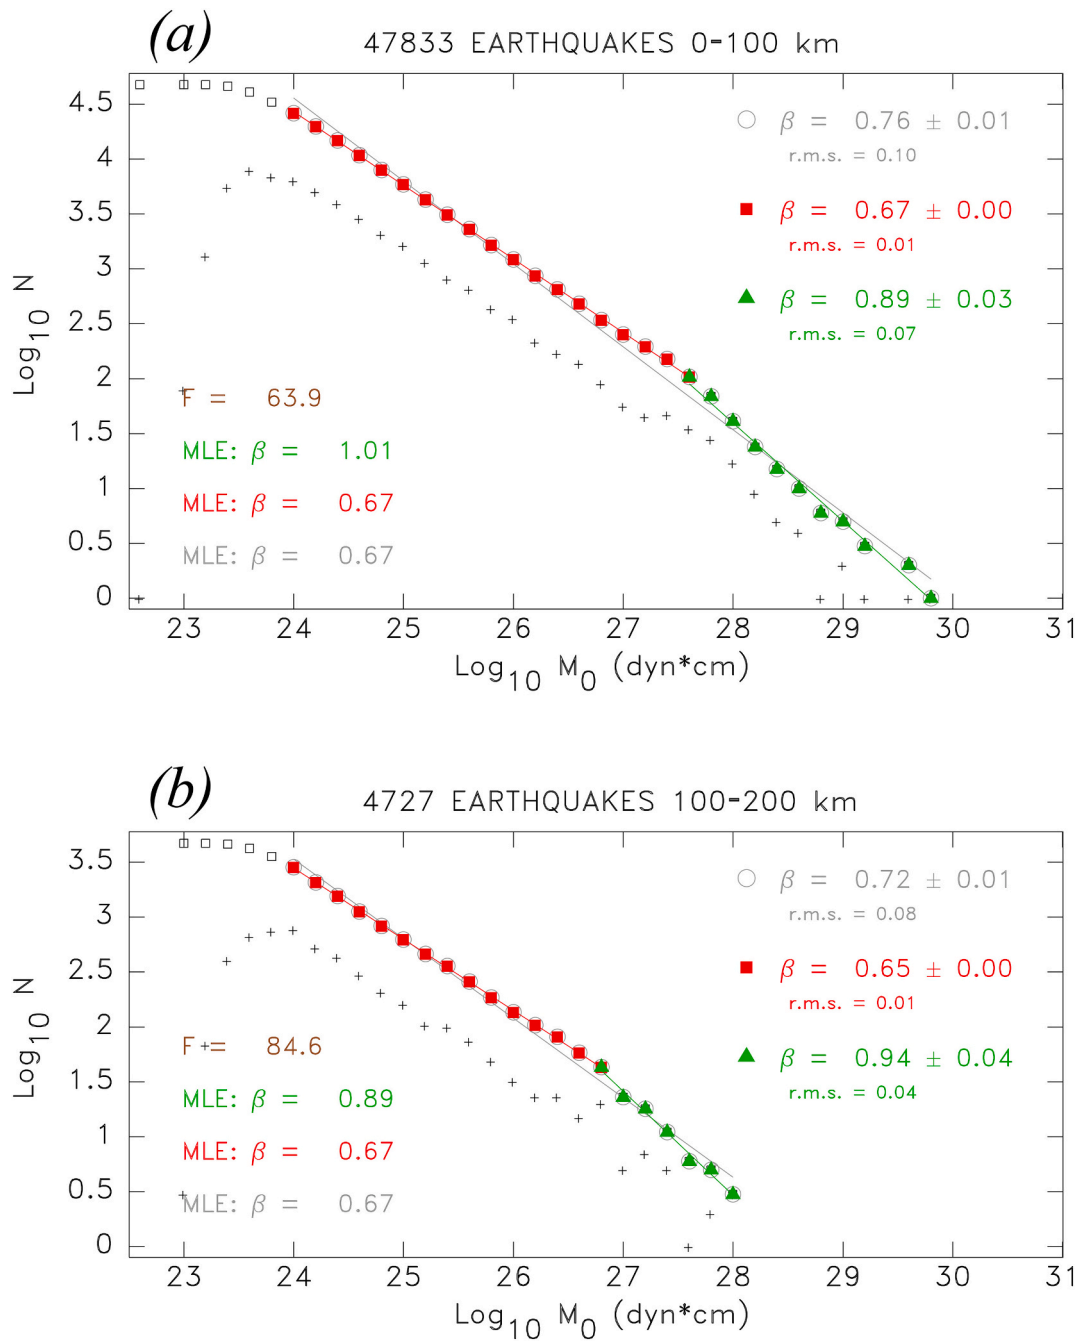 (a)
47833 EARTHQUAKES 0-100 km
β = 0.76 ± 0.01
r.m.s. = 0.10
β = 0.67 ± 0.00
r.m.s. = 0.01
β = 0.89 ± 0.03
r.m.s. = 0.07
F = 63.9
MLE: β = 1.01
MLE: β = 0.67
MLE: β = 0.67
Log10 N
4.5
4
3.5
3
2.5
2
1.5
1
0.5
0
23 24 25 26 27 28 29 30 31
Log10 M0 (dyn*cm)
(b)
4727 EARTHQUAKES 100-200 km
β = 0.72 ± 0.01
r.m.s. = 0.08
β = 0.65 ± 0.00
r.m.s. = 0.01
β = 0.94 ± 0.04
r.m.s. = 0.04
F = 84.6
MLE: β = 0.89
MLE: β = 0.67
MLE: β = 0.67
Log10 N
3.5
3
2.5
2
1.5
1
0.5
0
23 24 25 26 27 28 29 30 31
Log10 M0 (dyn*cm)